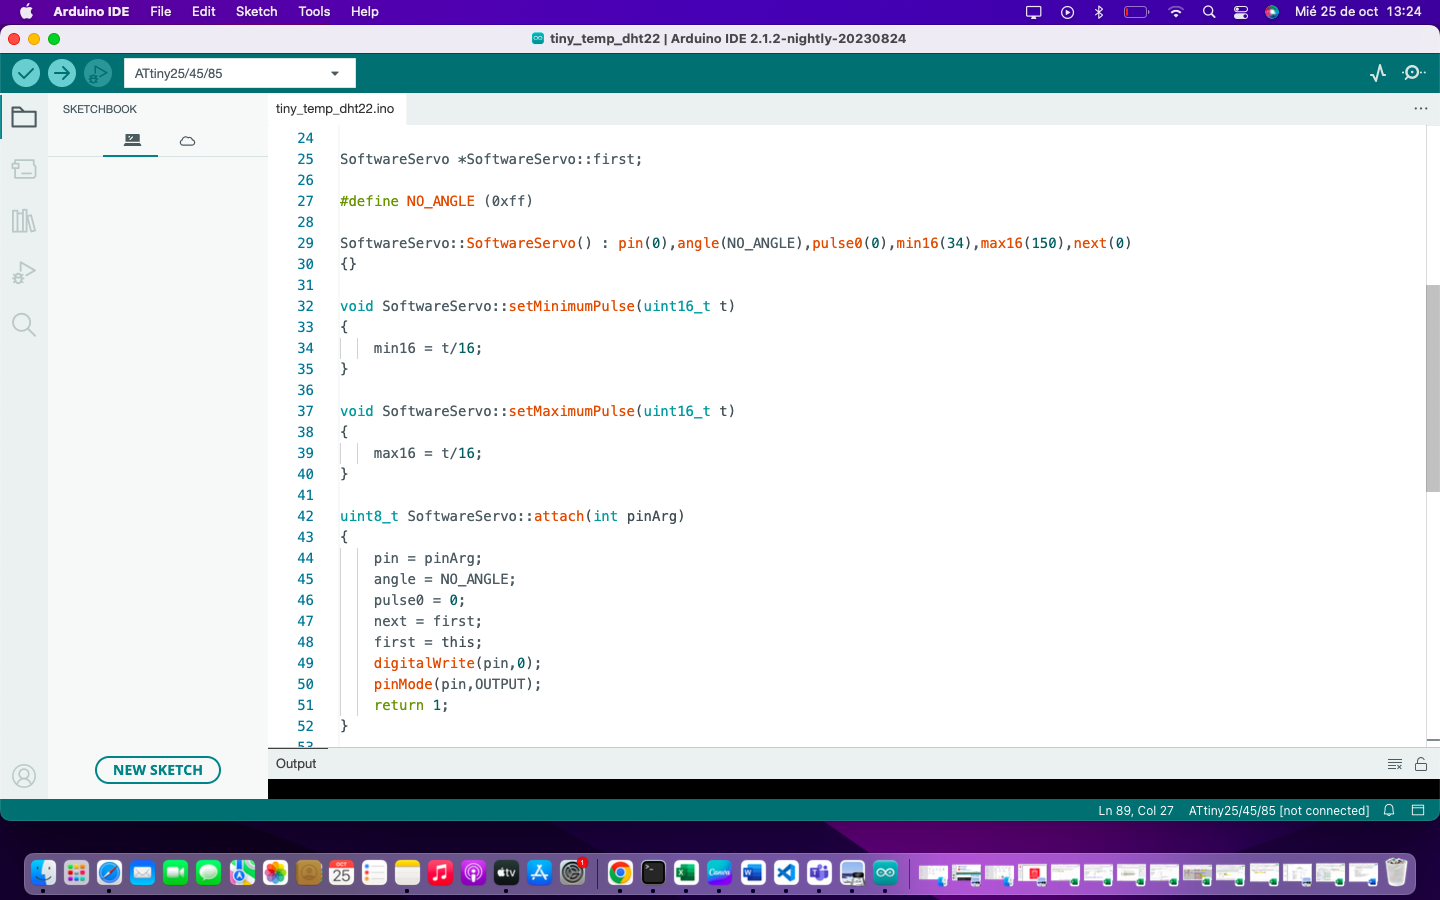 Arduino IDE File Edit Sketch Tools Help Mié 25 de oct 13:24
tiny_temp_dht22 | Arduino IDE 2.1.2-nightly-20230824
ATtiny25/45/85
SKETCHBOOK
tiny_temp_dht22.ino
24
25 SoftwareServo *SoftwareServo::first;
26
27 #define NO_ANGLE (0xff)
28
29 SoftwareServo::SoftwareServo() : pin(0),angle(NO_ANGLE),pulse0(0),min16(34),max16(150),next(0)
30 {}
31
32 void SoftwareServo::setMinimumPulse(uint16_t t)
33 {
34 min16 = t/16;
35 }
36
37 void SoftwareServo::setMaximumPulse(uint16_t t)
38 {
39 max16 = t/16;
40 }
41
42 uint8_t SoftwareServo::attach(int pinArg)
43 {
44 pin = pinArg;
45 angle = NO_ANGLE;
46 pulse0 = 0;
47 next = first;
48 first = this;
49 digitalWrite(pin,0);
50 pinMode(pin,OUTPUT);
51 return 1;
52 }
53
NEW SKETCH
Output
Ln 89, Col 27 ATtiny25/45/85 [not connected]
OCT
25
tv
1
Canva